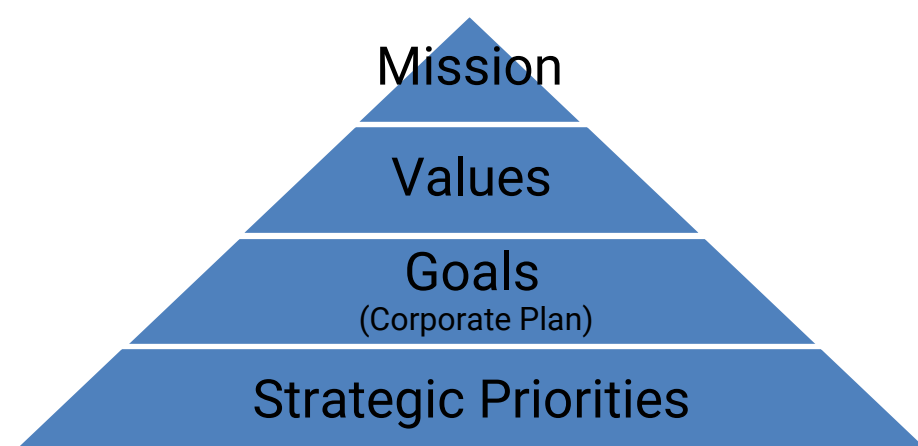 Mission
Values
Goals
(Corporate Plan)
Strategic Priorities